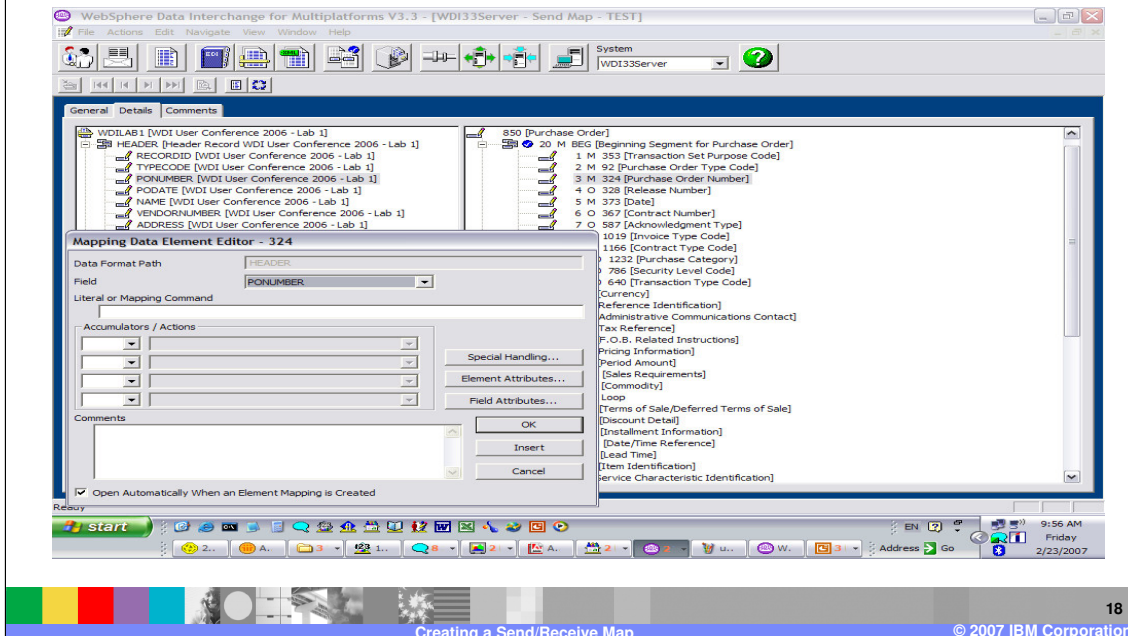 WebSphere Data Interchange for Multiplatforms V3.3 - [WDI33Server - Send Map - TEST]
File Actions Edit Navigate View Window Help
EDI
System
WDI33Server
General Details Comments
WDILAB1 [WDI User Conference 2006 - Lab 1]
HEADER [Header Record WDI User Conference 2006 - Lab 1]
RECORDID [WDI User Conference 2006 - Lab 1]
TYPECODE [WDI User Conference 2006 - Lab 1]
PONUMBER [WDI User Conference 2006 - Lab 1]
PODATE [WDI User Conference 2006 - Lab 1]
NAME [WDI User Conference 2006 - Lab 1]
VENDORNUMBER [WDI User Conference 2006 - Lab 1]
ADDRESS [WDI User Conference 2006 - Lab 1]
850 [Purchase Order]
20 M BEG [Beginning Segment for Purchase Order]
1 M 353 [Transaction Set Purpose Code]
2 M 92 [Purchase Order Type Code]
3 M 324 [Purchase Order Number]
4 O 328 [Release Number]
5 M 373 [Date]
6 O 367 [Contract Number]
7 O 587 [Acknowledgment Type]
1019 [Invoice Type Code]
1166 [Contract Type Code]
1232 [Purchase Category]
786 [Security Level Code]
640 [Transaction Type Code]
[Currency]
Reference Identification]
Administrative Communications Contact]
Tax Reference]
F.O.B. Related Instructions]
Pricing Information]
Period Amount]
[Sales Requirements]
[Commodity]
Loop
[Terms of Sale/Deferred Terms of Sale]
[Discount Detail]
[Installment Information]
[Date/Time Reference]
[Lead Time]
[Item Identification]
Service Characteristic Identification]
Mapping Data Element Editor - 324
Data Format Path HEADER
Field PONUMBER
Literal or Mapping Command
Accumulators / Actions
Special Handling...
Element Attributes...
Field Attributes...
Comments
OK
Insert
Cancel
Open Automatically When an Element Mapping is Created
Ready
start
EN
9:56 AM
Friday
2/23/2007
2.. A. 3 1.. 8 2 A. 2 u.. W. 3 Address Go
18
Creating a Send/Receive Map
© 2007 IBM Corporation